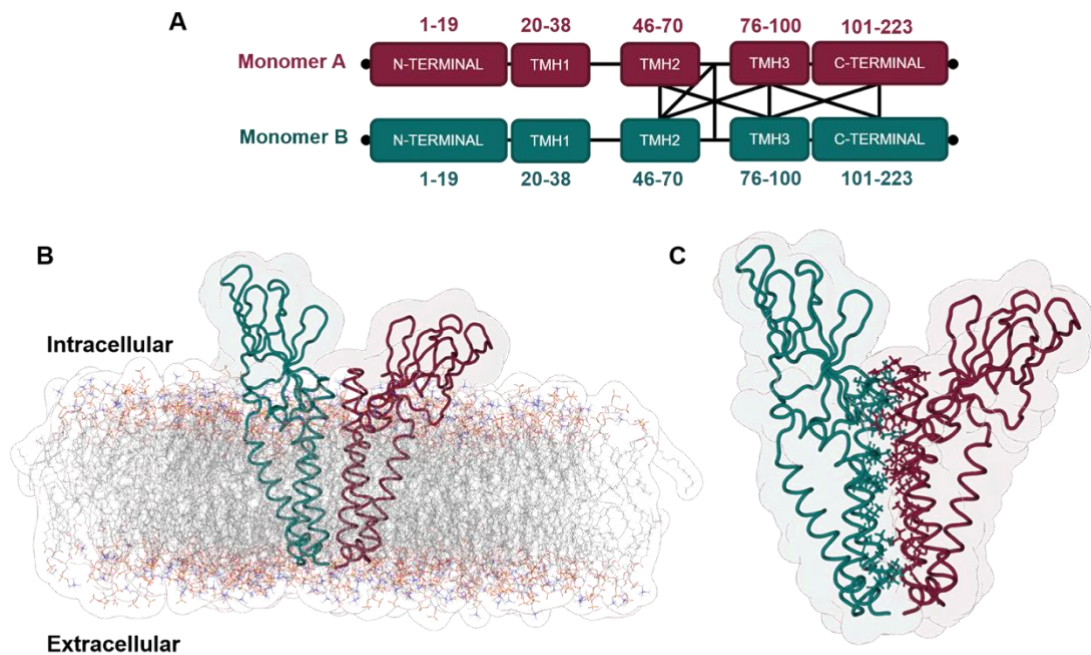 A
1-19 20-38 46-70 76-100 101-223
Monomer A N-TERMINAL TMH1 TMH2 TMH3 C-TERMINAL
Monomer B N-TERMINAL TMH1 TMH2 TMH3 C-TERMINAL
1-19 20-38 46-70 76-100 101-223
B
Intracellular
Extracellular
C